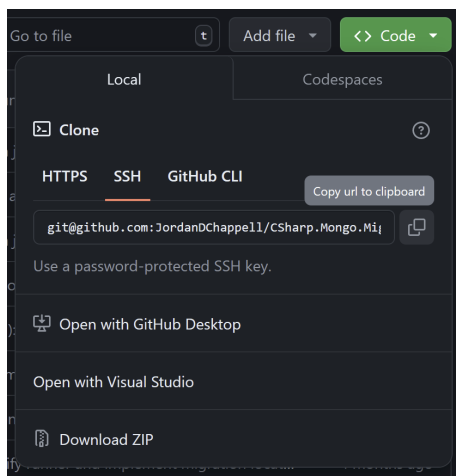 Go to file t Add file <> Code
Local Codespaces
Clone
HTTPS SSH GitHub CLI
Copy url to clipboard
git@github.com:JordanDChappell/CSharp.Mongo.Mig
Use a password-protected SSH key.
Open with GitHub Desktop
Open with Visual Studio
Download ZIP